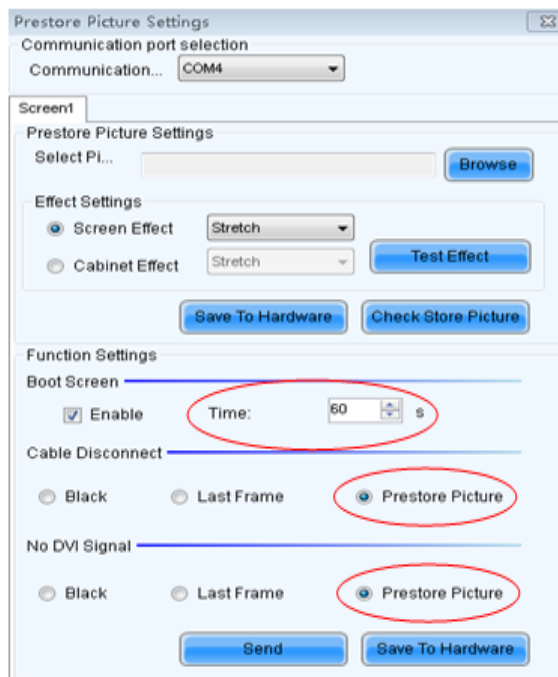 Prestore Picture Settings
Communication port selection
Communication... COM4
Screen1
Prestore Picture Settings
Select Pi... Browse
Effect Settings
Screen Effect Stretch
Cabinet Effect Stretch Test Effect
Save To Hardware Check Store Picture
Function Settings
Boot Screen
Enable Time: 60 s
Cable Disconnect
Black Last Frame Prestore Picture
No DVI Signal
Black Last Frame Prestore Picture
Send Save To Hardware